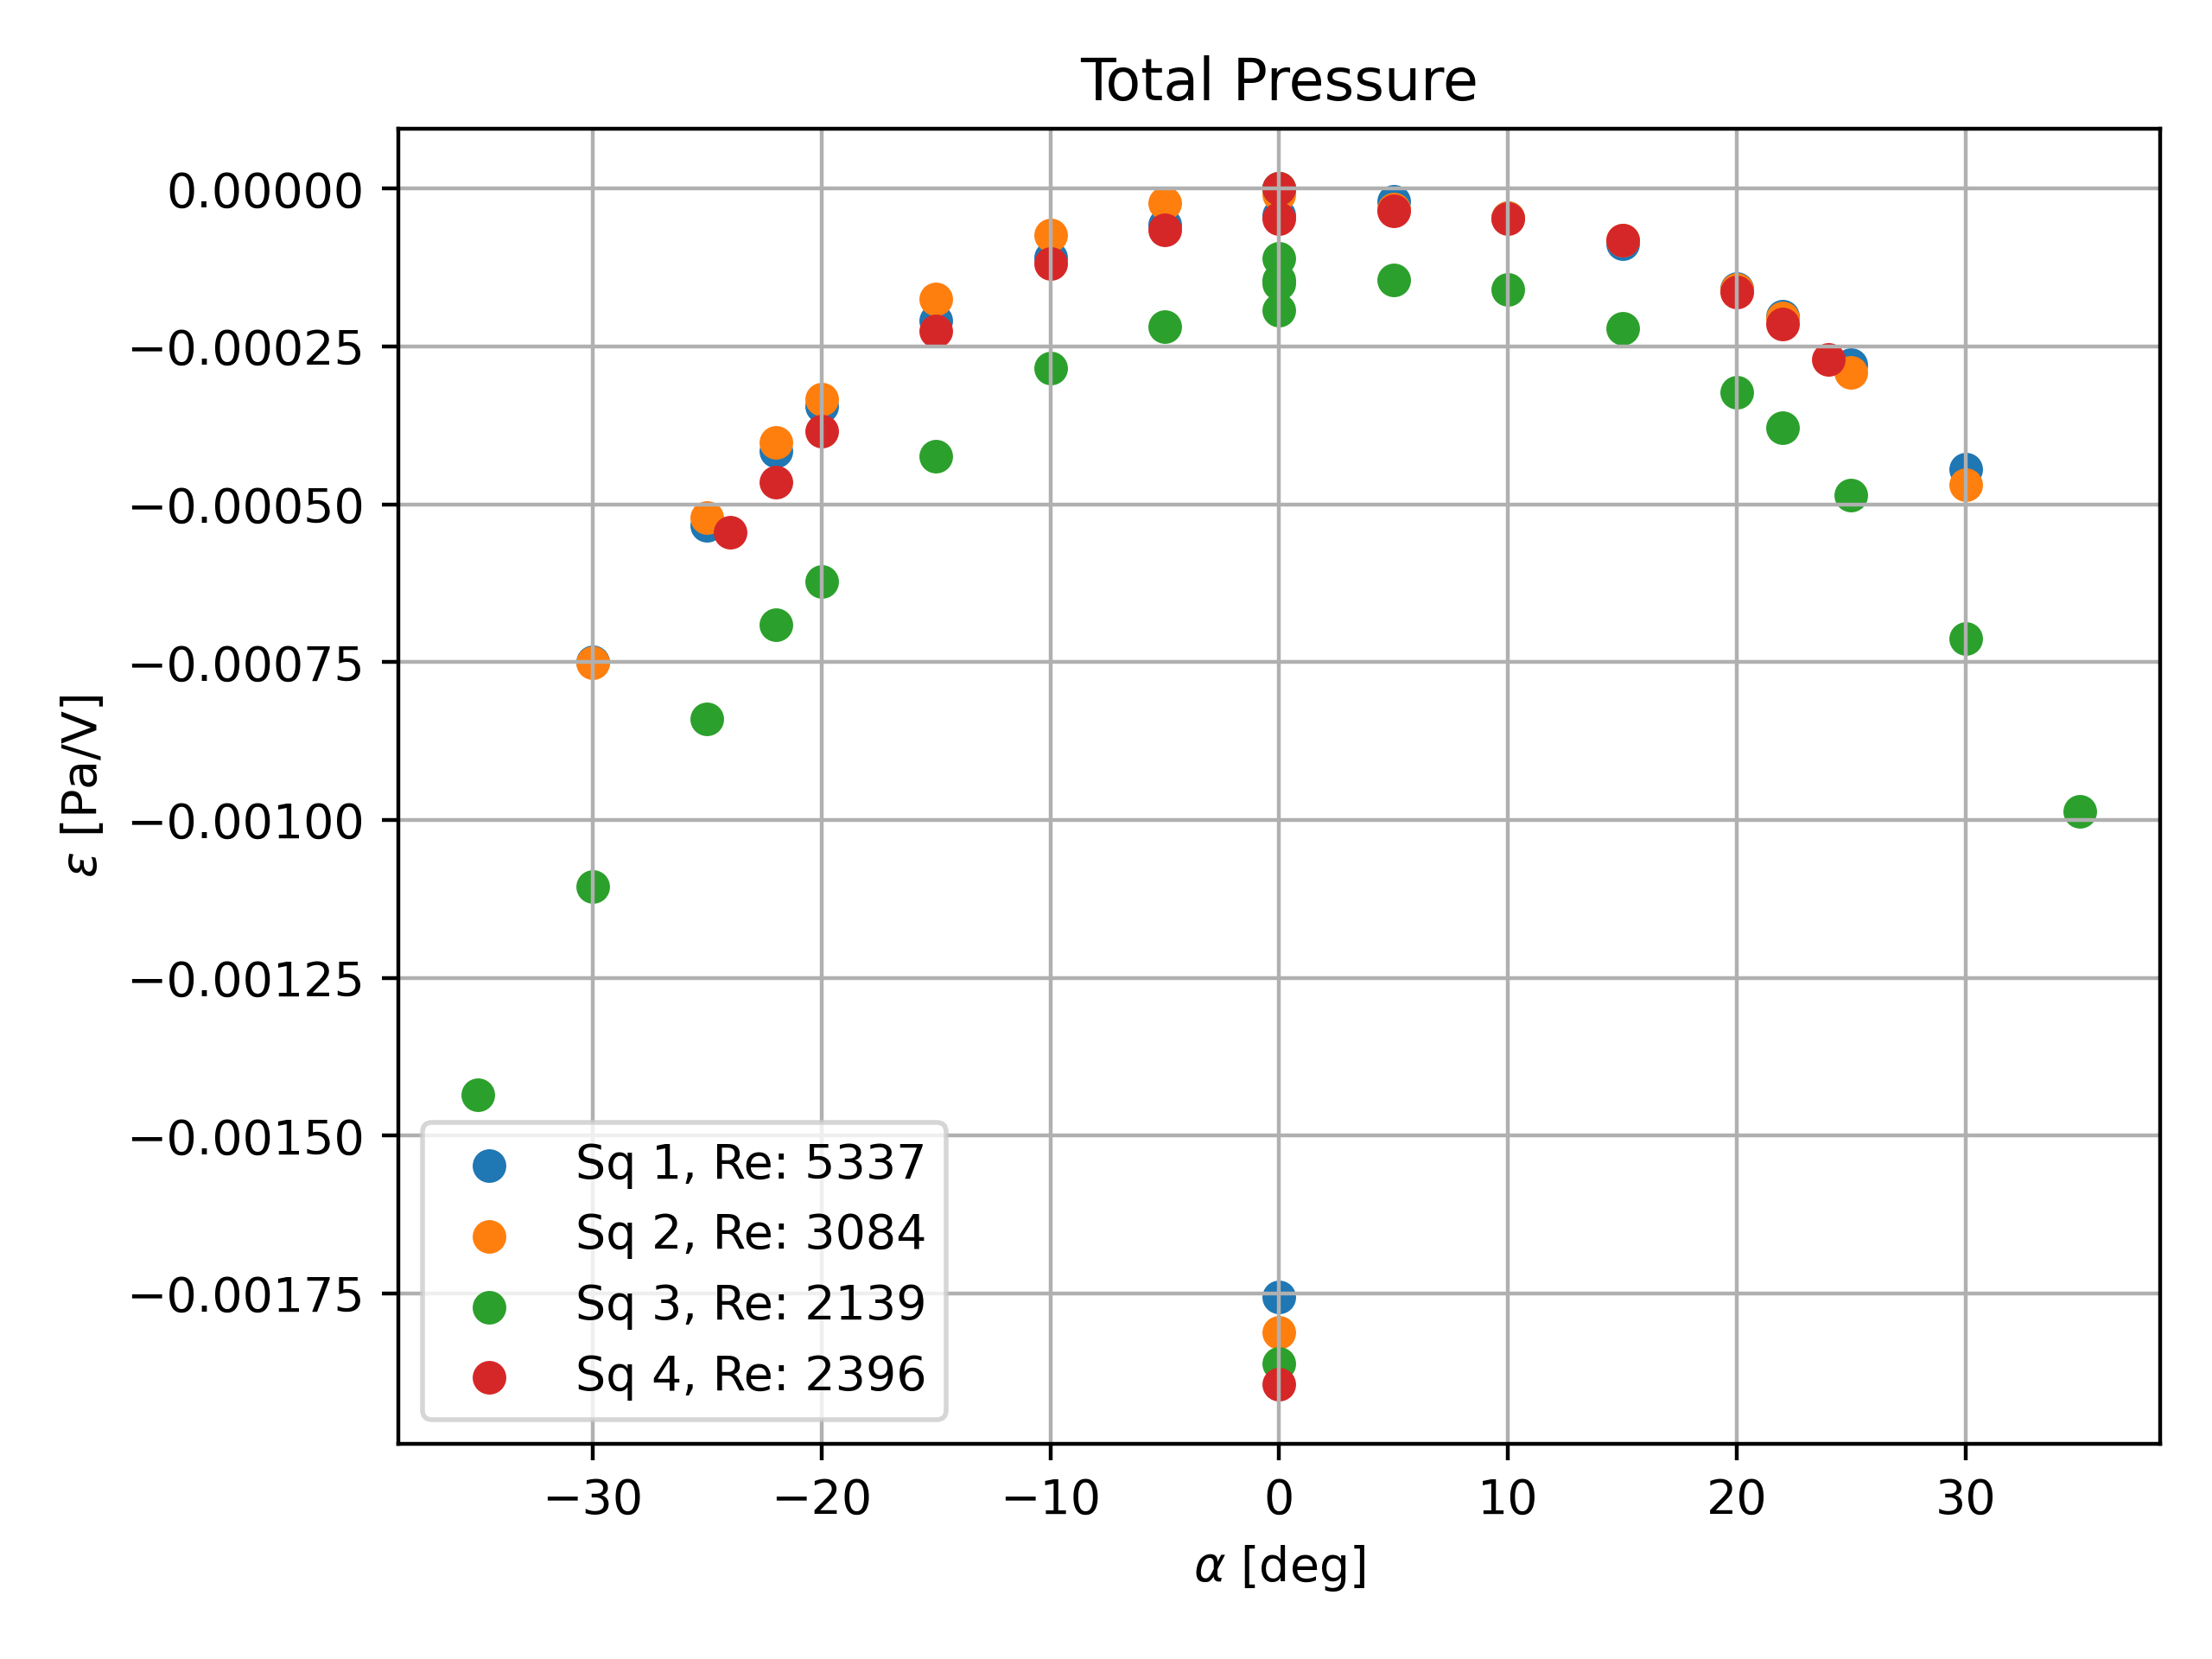 Total Pressure
0.00000
−0.00025
−0.00050
−0.00075
−0.00100
−0.00125
−0.00150
−0.00175
ε [Pa/V]
Sq 1, Re: 5337
Sq 2, Re: 3084
Sq 3, Re: 2139
Sq 4, Re: 2396
−30 −20 −10 0 10 20 30
α [deg]